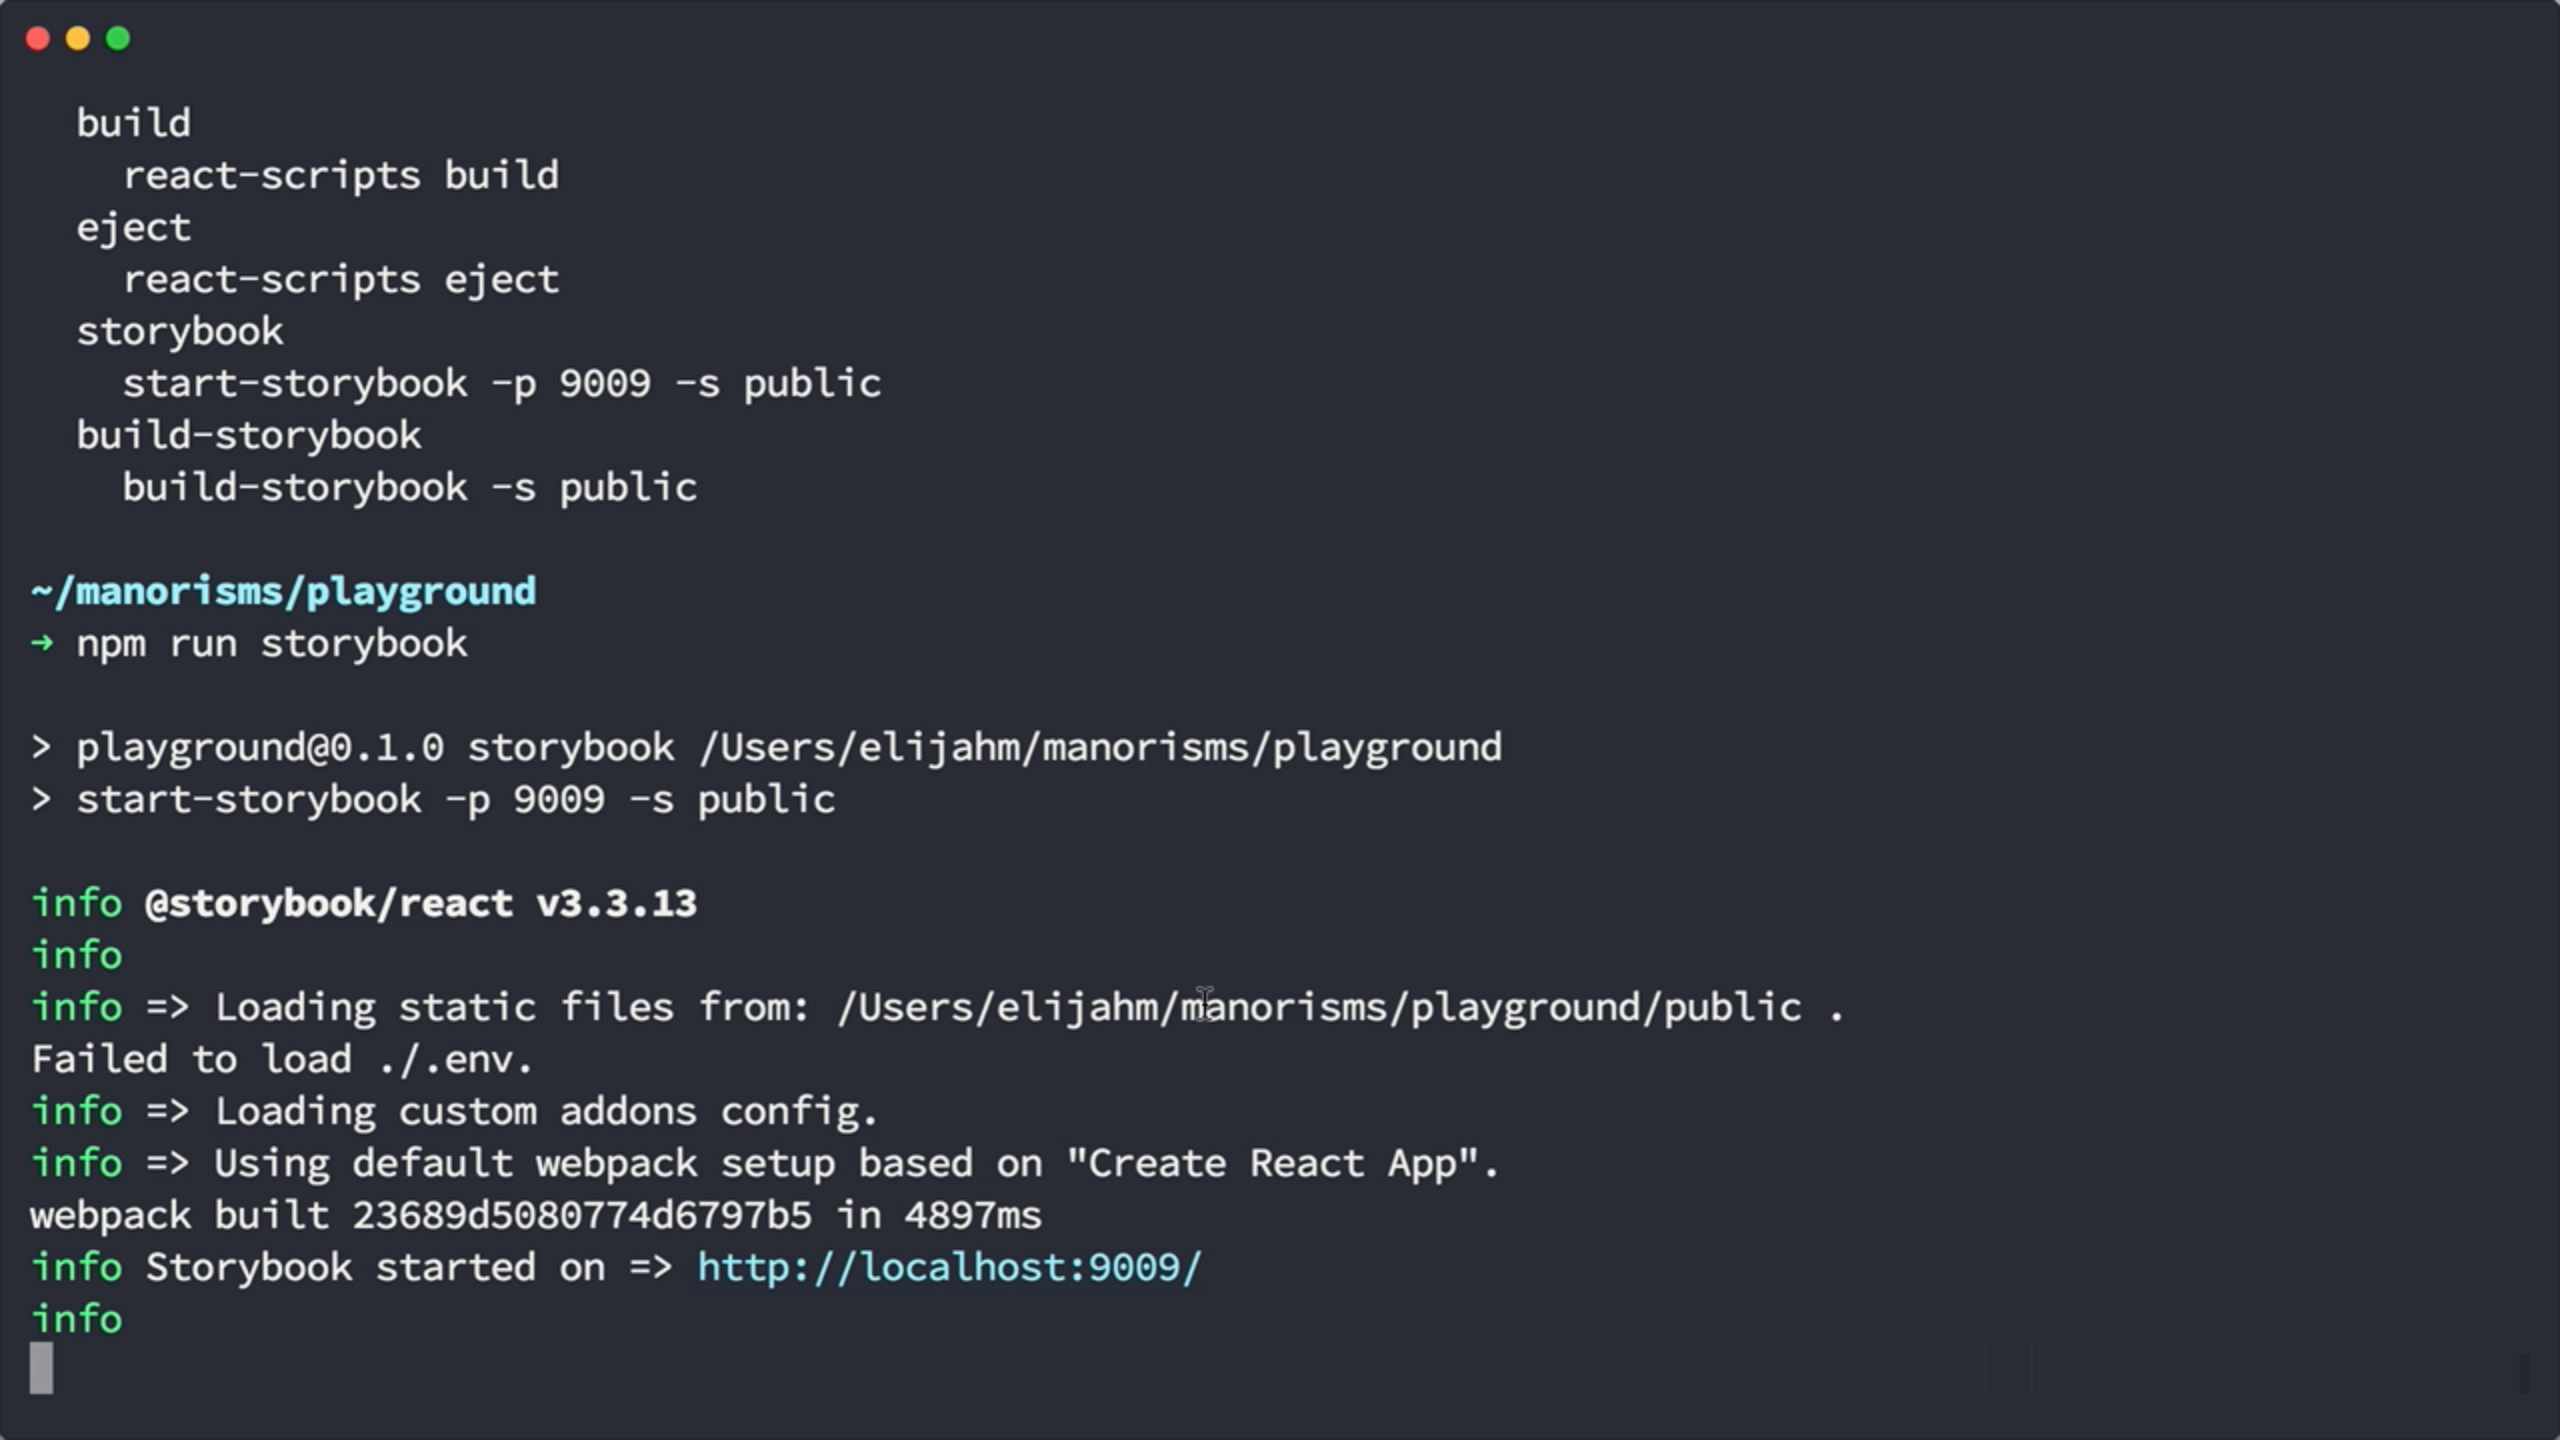 build
react-scripts build
eject
react-scripts eject
storybook
start-storybook -p 9009 -s public
build-storybook
build-storybook -s public
~/manorisms/playground
→ npm run storybook
> playground@0.1.0 storybook /Users/elijahm/manorisms/playground
> start-storybook -p 9009 -s public
info @storybook/react v3.3.13
info
info => Loading static files from: /Users/elijahm/manorisms/playground/public .
Failed to load ./.env.
info => Loading custom addons config.
info => Using default webpack setup based on "Create React App".
webpack built 23689d5080774d6797b5 in 4897ms
info Storybook started on => http://localhost:9009/
info